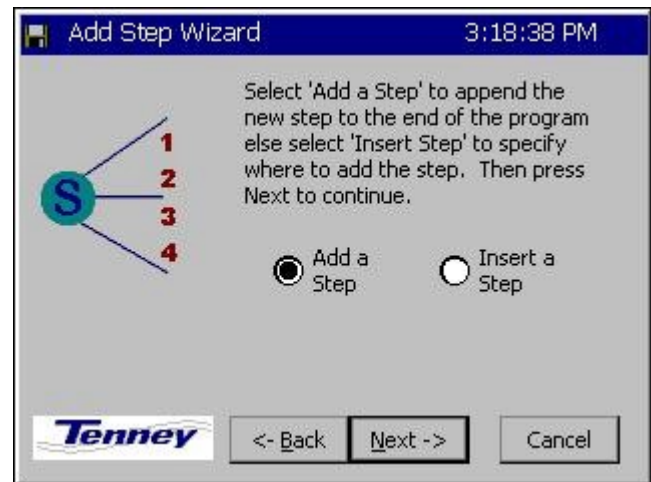 Add Step Wizard 3:18:38 PM
Select 'Add a Step' to append the
new step to the end of the program
else select 'Insert Step' to specify
where to add the step. Then press
Next to continue.
S
1
2
3
4
Add a
Step
Insert a
Step
Tenney
<- Back
Next ->
Cancel